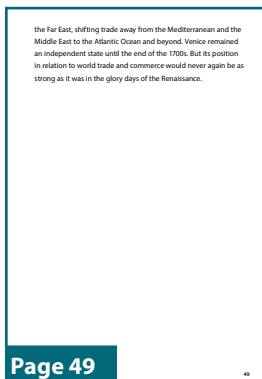 the Far East, shifting trade away from the Mediterranean and the
Middle East to the Atlantic Ocean and beyond. Venice remained
an independent state until the end of the 1700s. But its position
in relation to world trade and commerce would never again be as
strong as it was in the glory days of the Renaissance.
Page 49
49